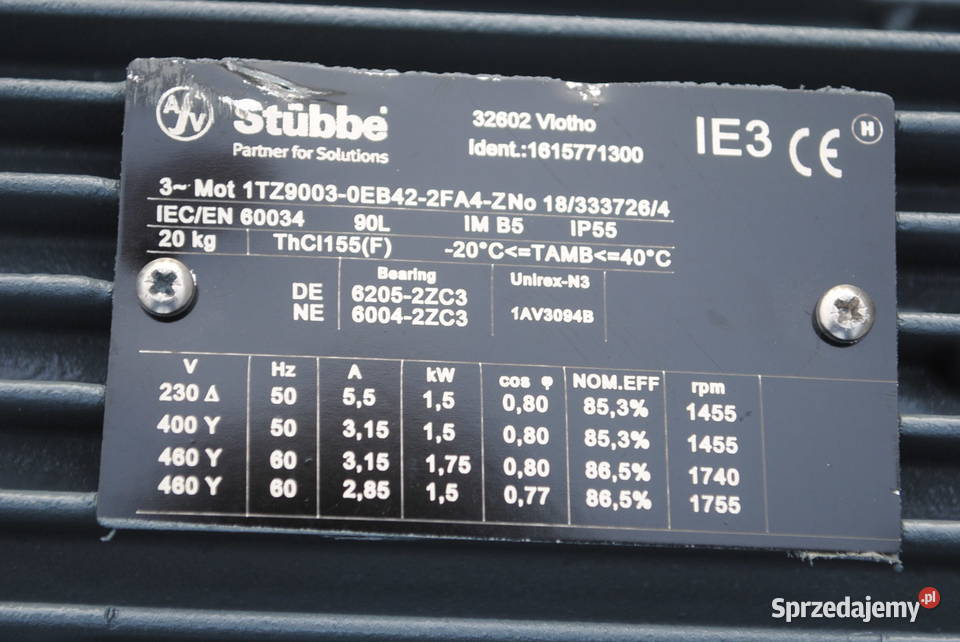 ASV Stübbe
Partner for Solutions
32602 Vlotho
Ident.:1615771300
IE3 CE H
3~ Mot 1TZ9003-0EB42-2FA4-ZNo 18/333726/4
IEC/EN 60034 90L IM B5 IP55
20 kg ThCl155(F) -20°C<=TAMB<=40°C
Bearing Unirex-N3
DE 6205-2ZC3
NE 6004-2ZC3 1AV3094B
V Hz A kW cos φ NOM.EFF rpm
230 Δ 50 5,5 1,5 0,80 85,3% 1455
400 Y 50 3,15 1,5 0,80 85,3% 1455
460 Y 60 3,15 1,75 0,80 86,5% 1740
460 Y 60 2,85 1,5 0,77 86,5% 1755
Sprzedajemy.pl